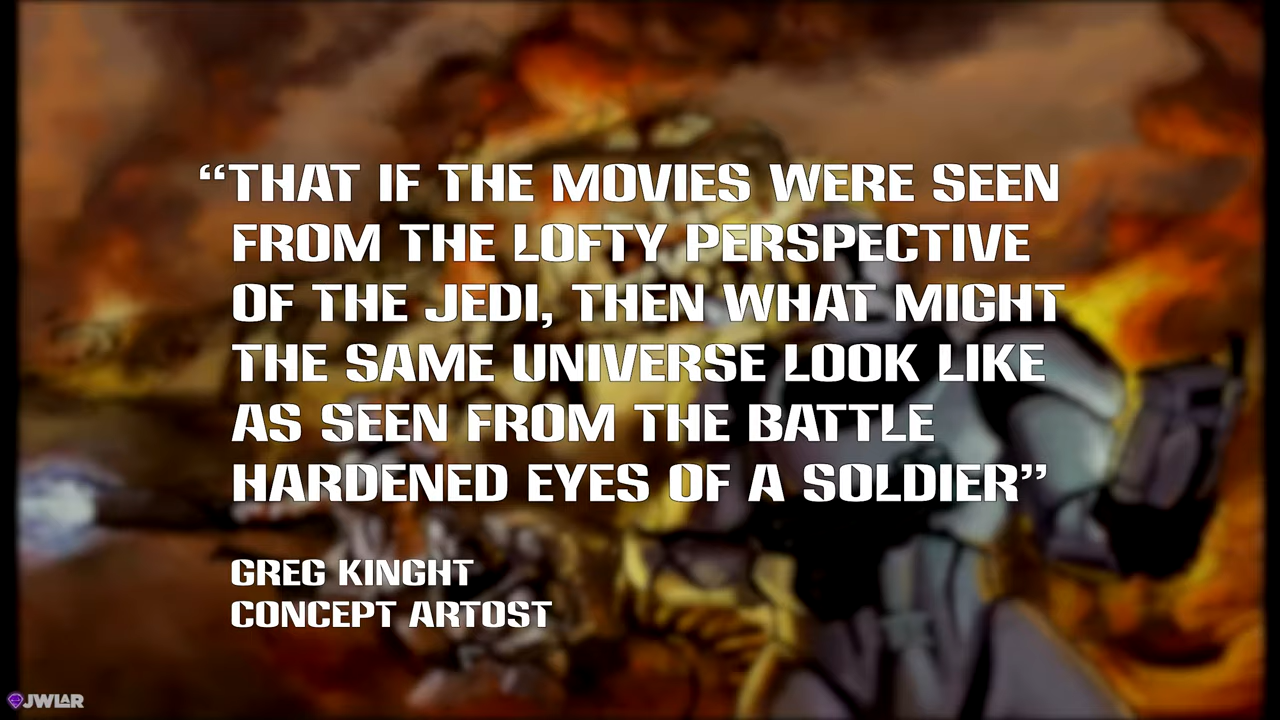 “THAT IF THE MOVIES WERE SEEN
FROM THE LOFTY PERSPECTIVE
OF THE JEDI, THEN WHAT MIGHT
THE SAME UNIVERSE LOOK LIKE
AS SEEN FROM THE BATTLE
HARDENED EYES OF A SOLDIER”
GREG KINGHT
CONCEPT ARTOST
JWLAR